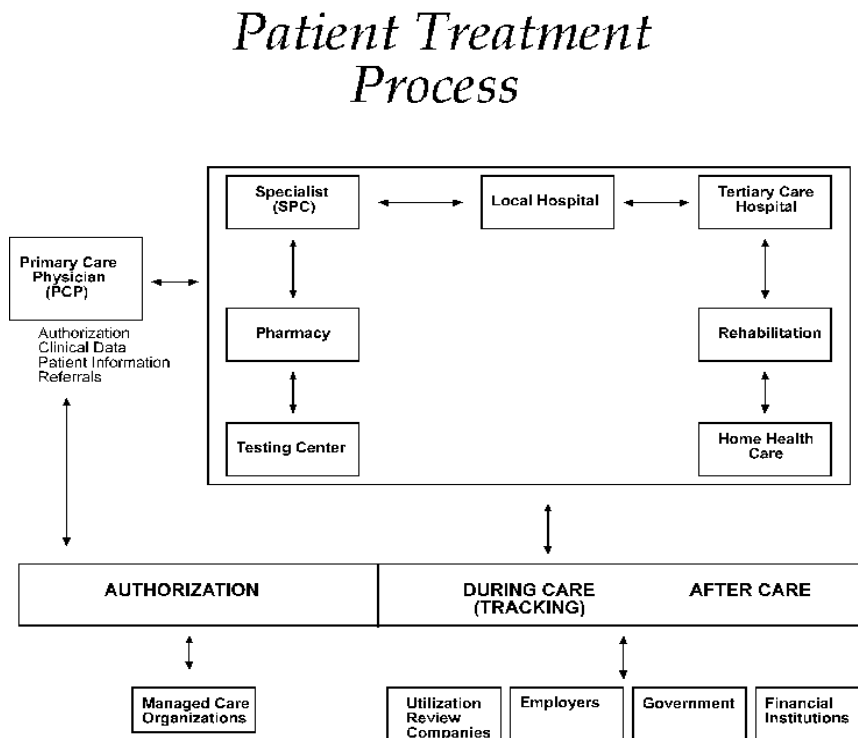 Patient Treatment
Process
Specialist
(SPC)
Local Hospital
Tertiary Care
Hospital
Primary Care
Physician
(PCP)
Authorization
Clinical Data
Patient Information
Referrals
Pharmacy
Rehabilitation
Testing Center
Home Health
Care
AUTHORIZATION
DURING CARE
(TRACKING)
AFTER CARE
Managed Care
Organizations
Utilization
Review
Companies
Employers
Government
Financial
Institutions